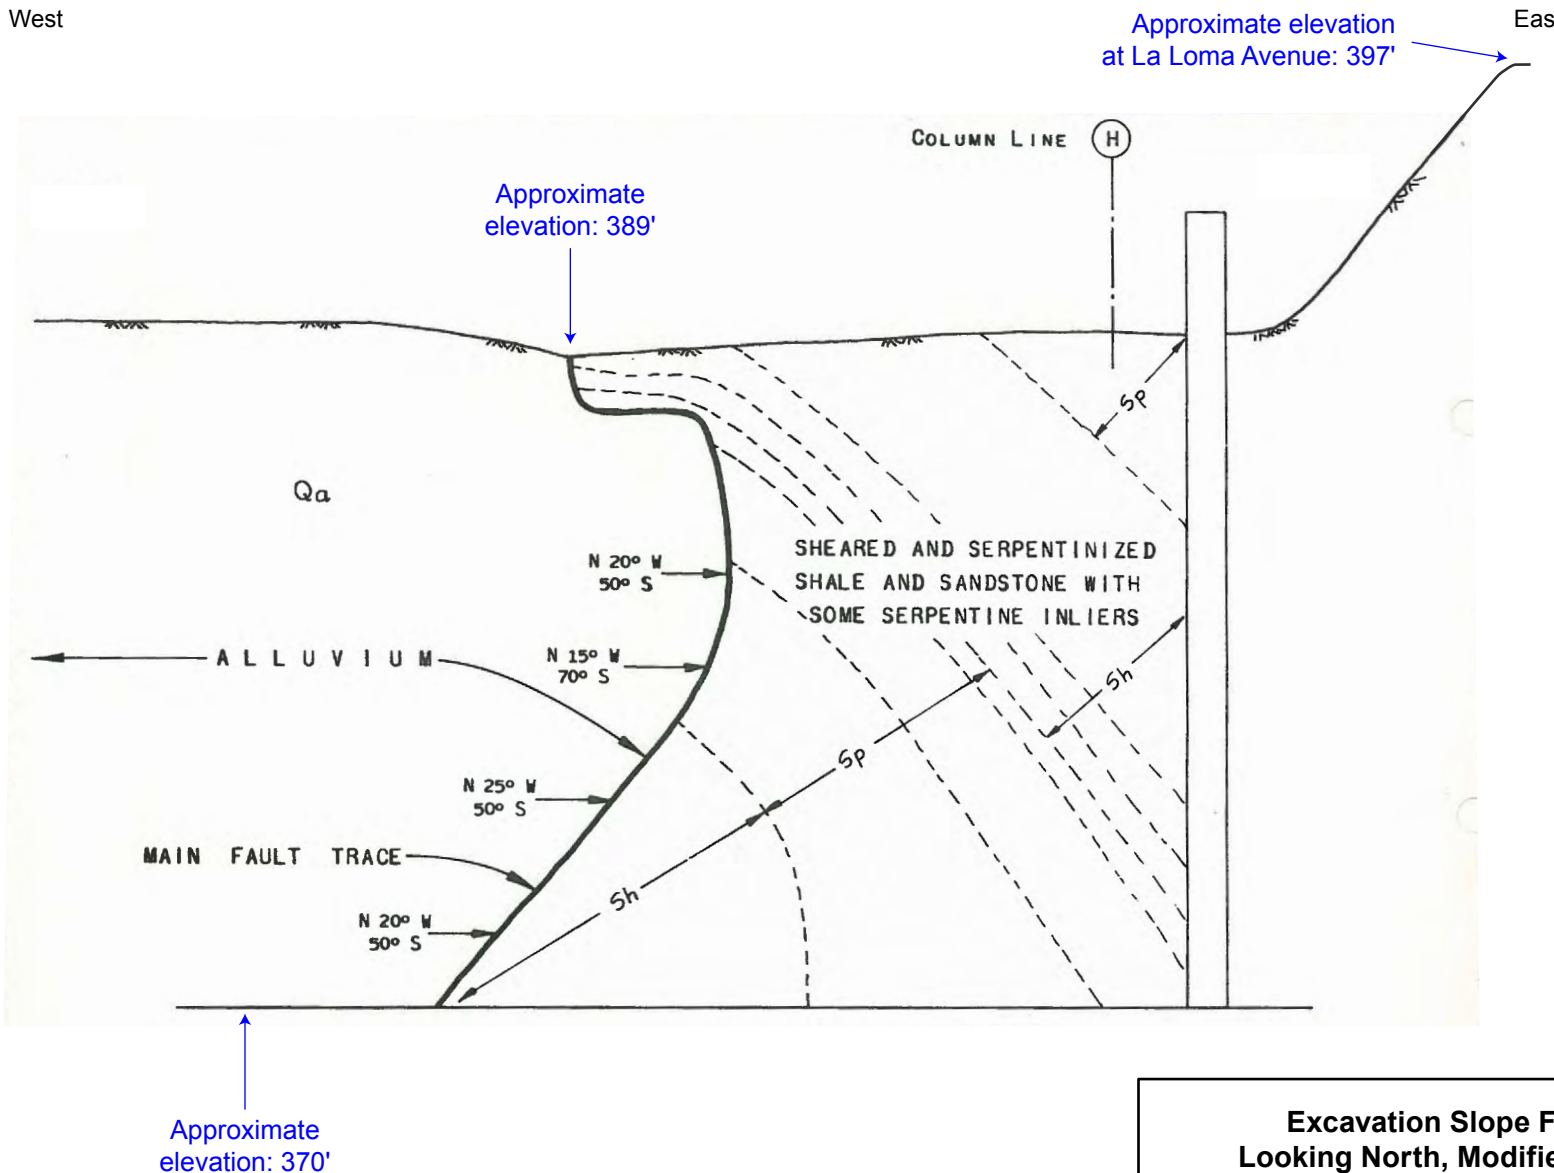 West
Eas
Approximate elevation
at La Loma Avenue: 397'
COLUMN LINE H
Approximate
elevation: 389'
Sp
Qa
SHEARED AND SERPENTINIZED
SHALE AND SANDSTONE WITH
SOME SERPENTINE INLIERS
N 20° W
50° S
ALLUVIUM
N 15° W
70° S
Sh
Sp
N 25° W
50° S
MAIN FAULT TRACE
Sh
N 20° W
50° S
Approximate
elevation: 370'
Excavation Slope F
Looking North, Modifie